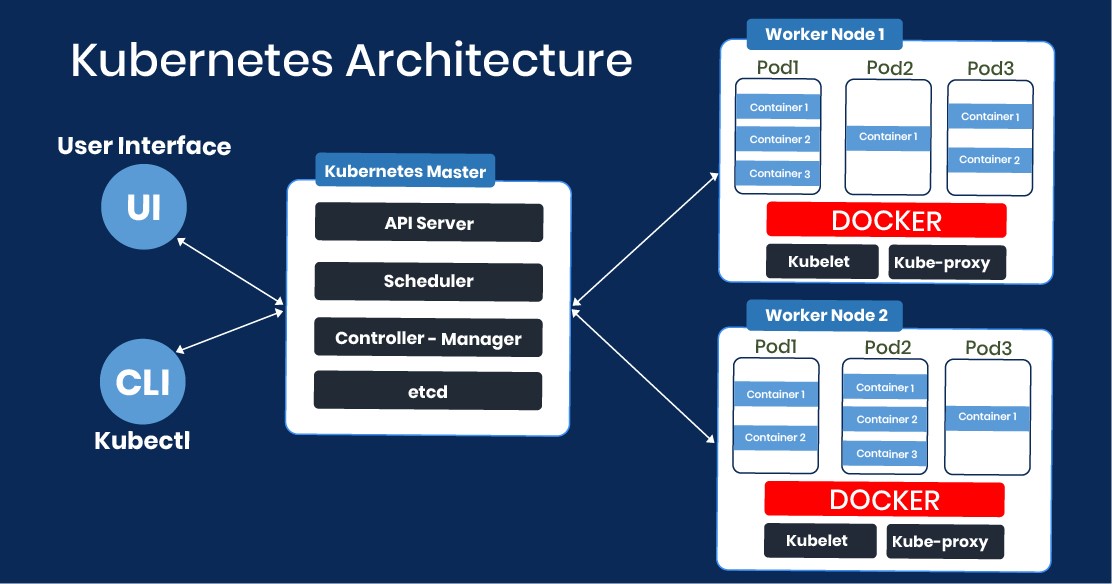 Kubernetes Architecture
User Interface
UI
CLI
Kubectl
Kubernetes Master
API Server
Scheduler
Controller - Manager
etcd
Worker Node 1
Pod1
Container 1
Container 2
Container 3
Pod2
Container 1
Pod3
Container 1
Container 2
DOCKER
Kubelet
Kube-proxy
Worker Node 2
Pod1
Container 1
Container 2
Pod2
Container 1
Container 2
Container 3
Pod3
Container 1
DOCKER
Kubelet
Kube-proxy